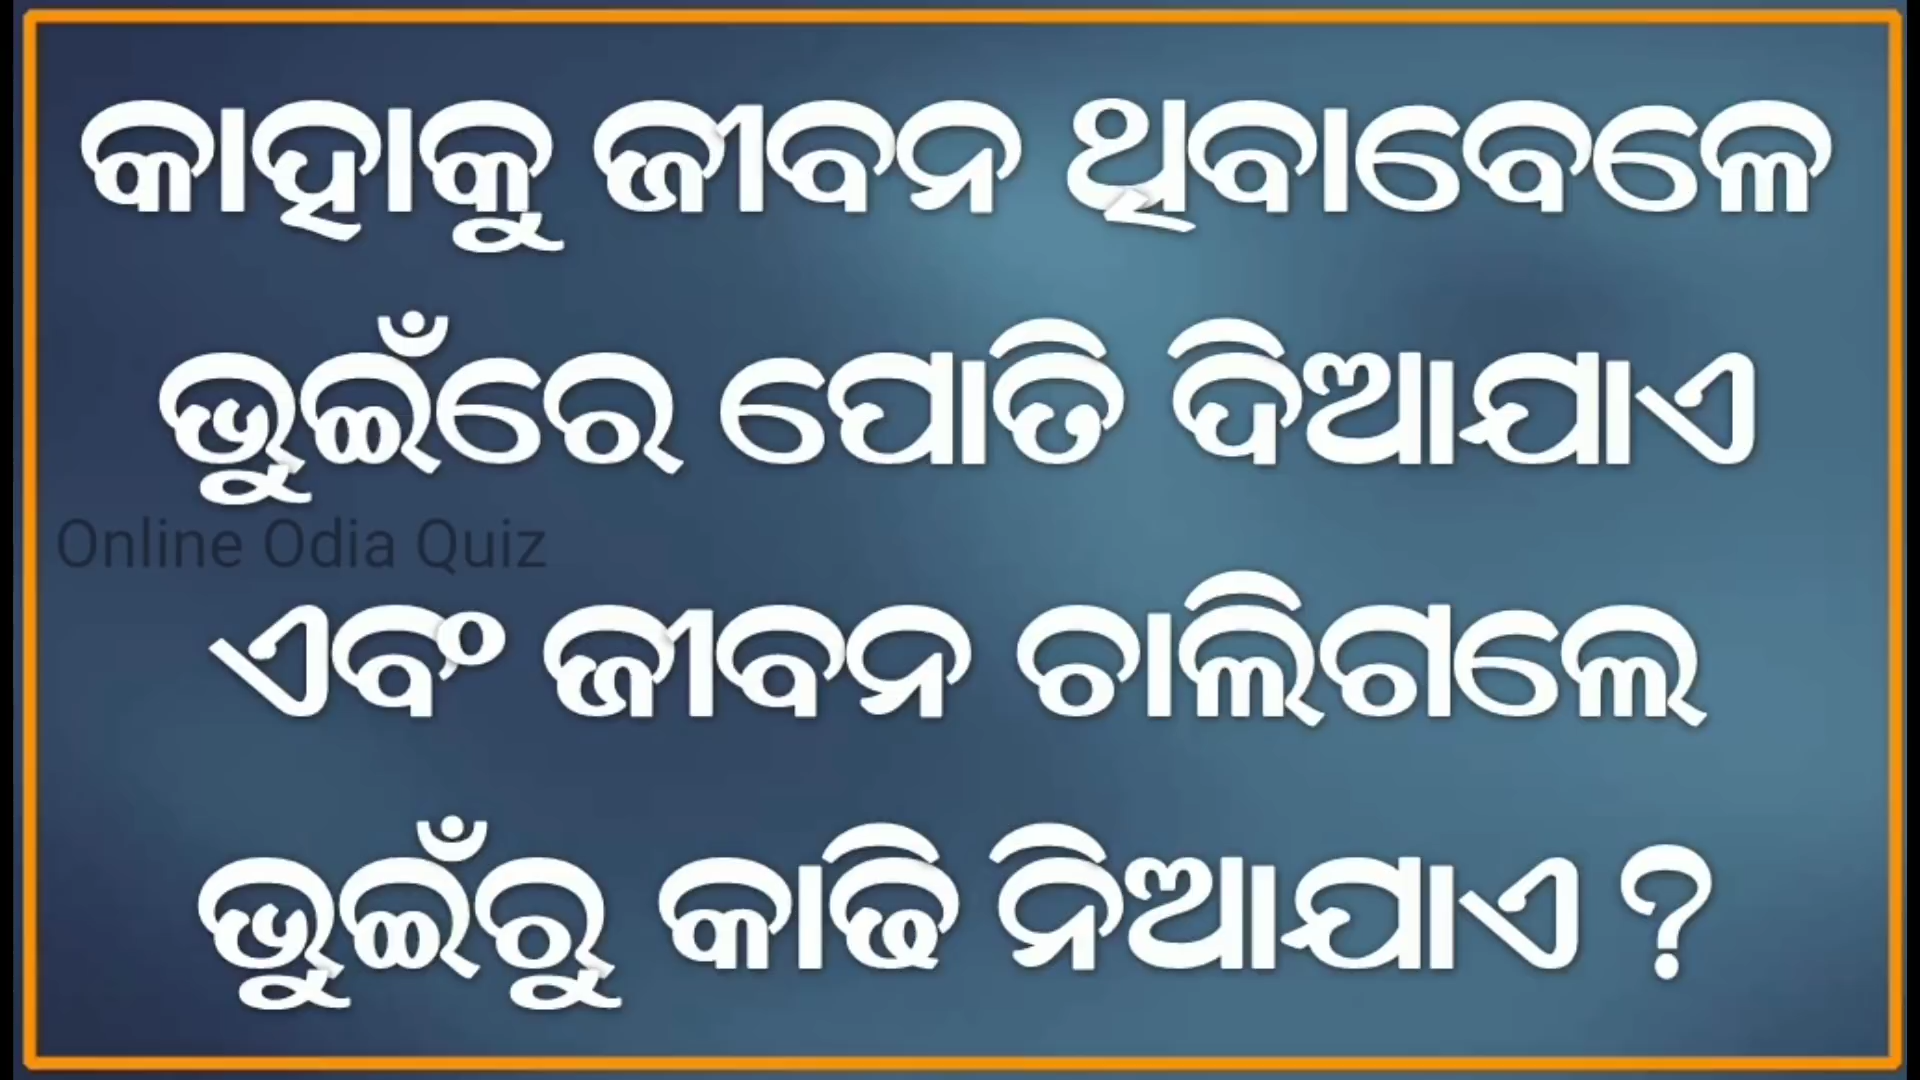 କାହାକୁ ଜୀବନ ଥିବାବେଳେ
ଭୁଇଁରେ ପୋତି ଦିଆଯାଏ
Online Odia Quiz
ଏବଂ ଜୀବନ ଚାଲିଗଲେ
ଭୁଇଁରୁ କାଢି ନିଆଯାଏ ?